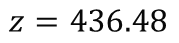 z = 436.48